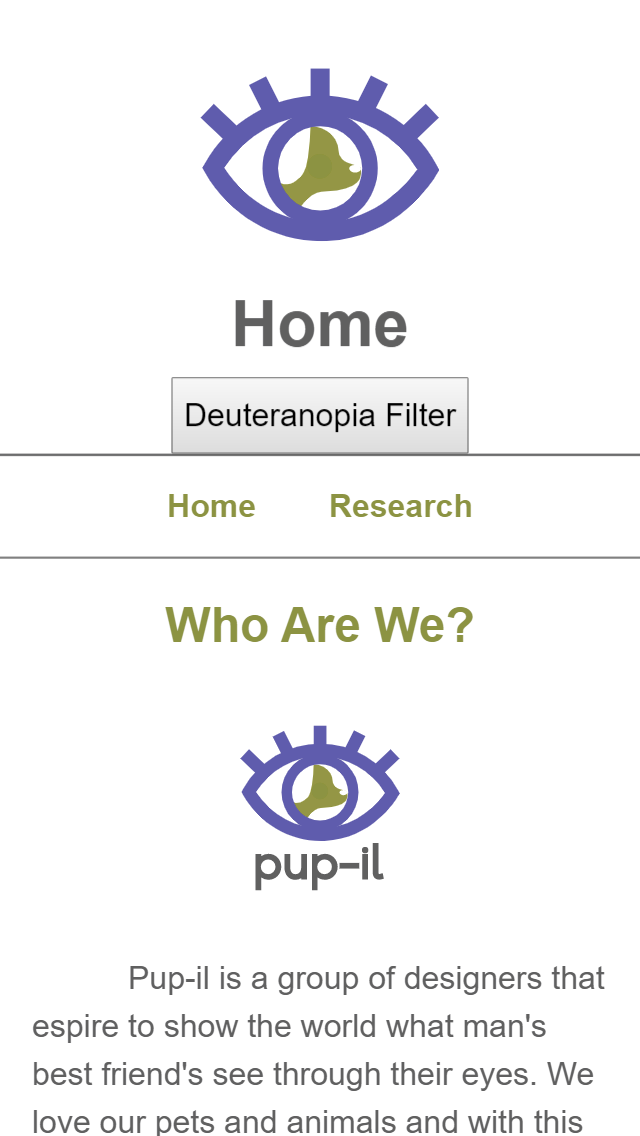 Home
Deuteranopia Filter
Home Research
Who Are We?
pup-il
Pup-il is a group of designers that
espire to show the world what man's
best friend's see through their eyes. We
love our pets and animals and with this